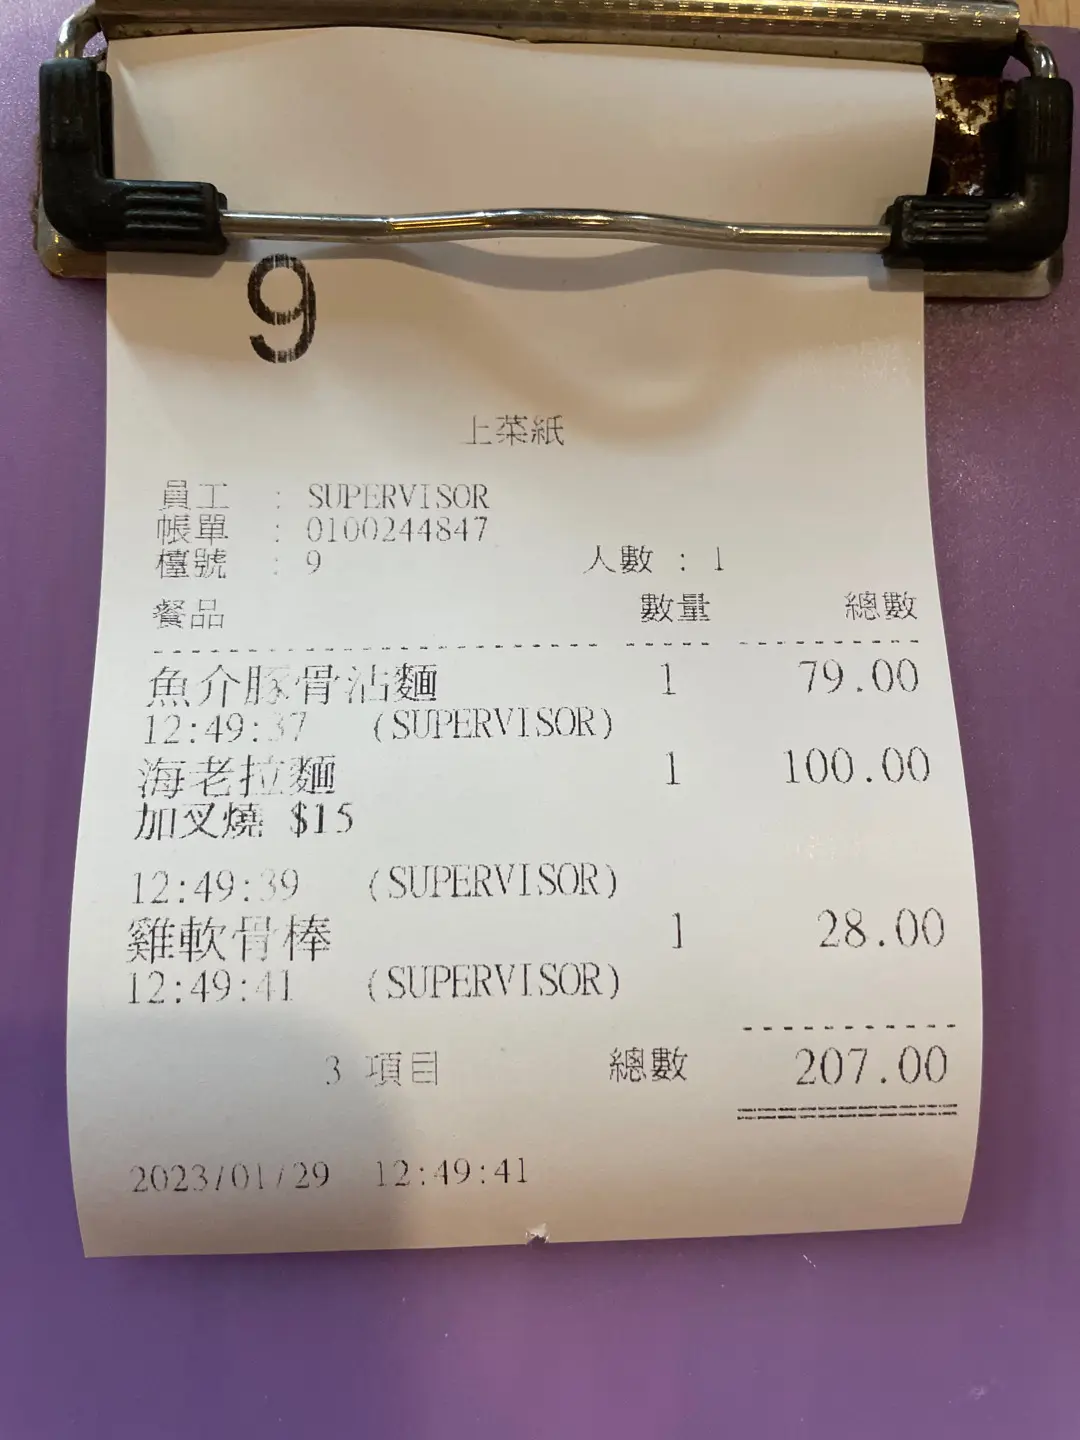 9
上菜紙
員工 : SUPERVISOR
帳單 : 0100244847
檯號 : 9 人數 : 1
餐品 數量 總數
魚介豚骨沾麵 1 79.00
12:49:37 (SUPERVISOR)
海老拉麵 1 100.00
加叉燒 $15
12:49:39 (SUPERVISOR)
雞軟骨棒 1 28.00
12:49:41 (SUPERVISOR)
3 項目 總數 207.00
2023/01/29 12:49:41